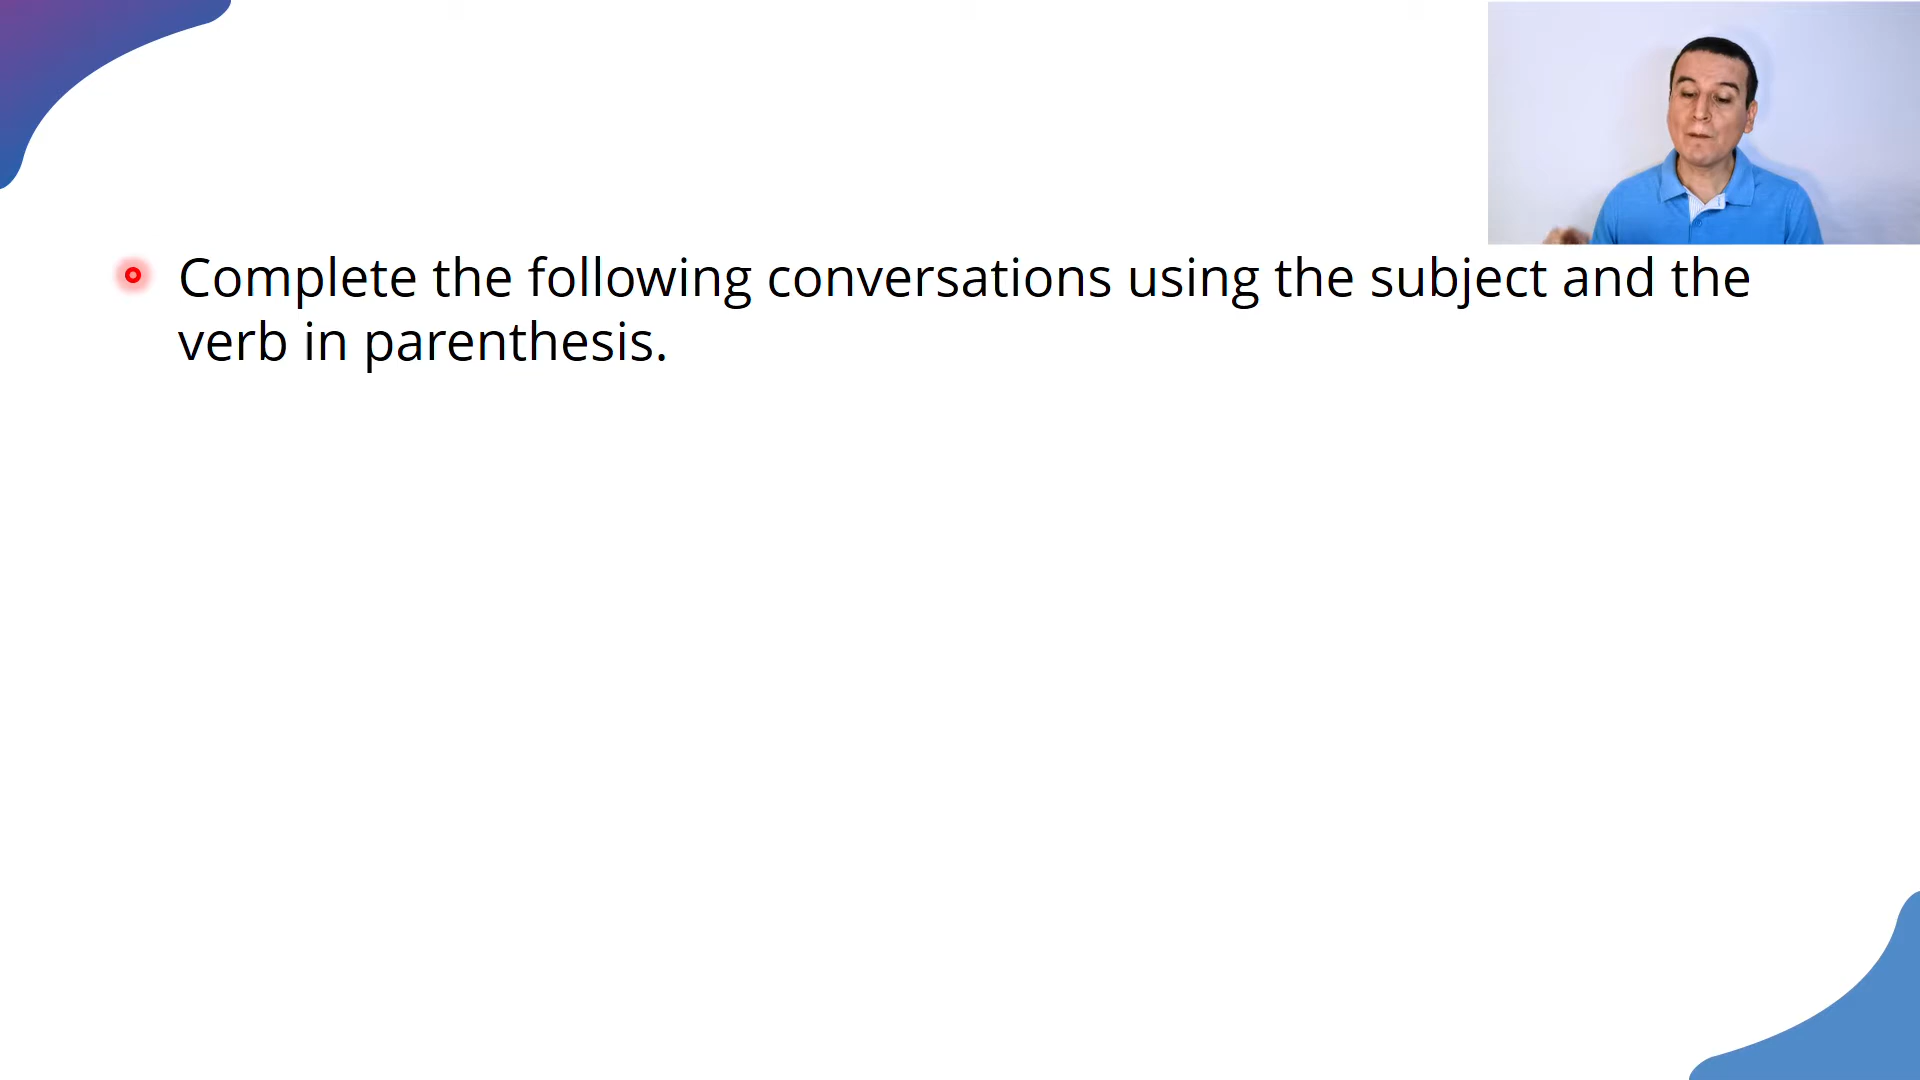 Complete the following conversations using the subject and the
verb in parenthesis.